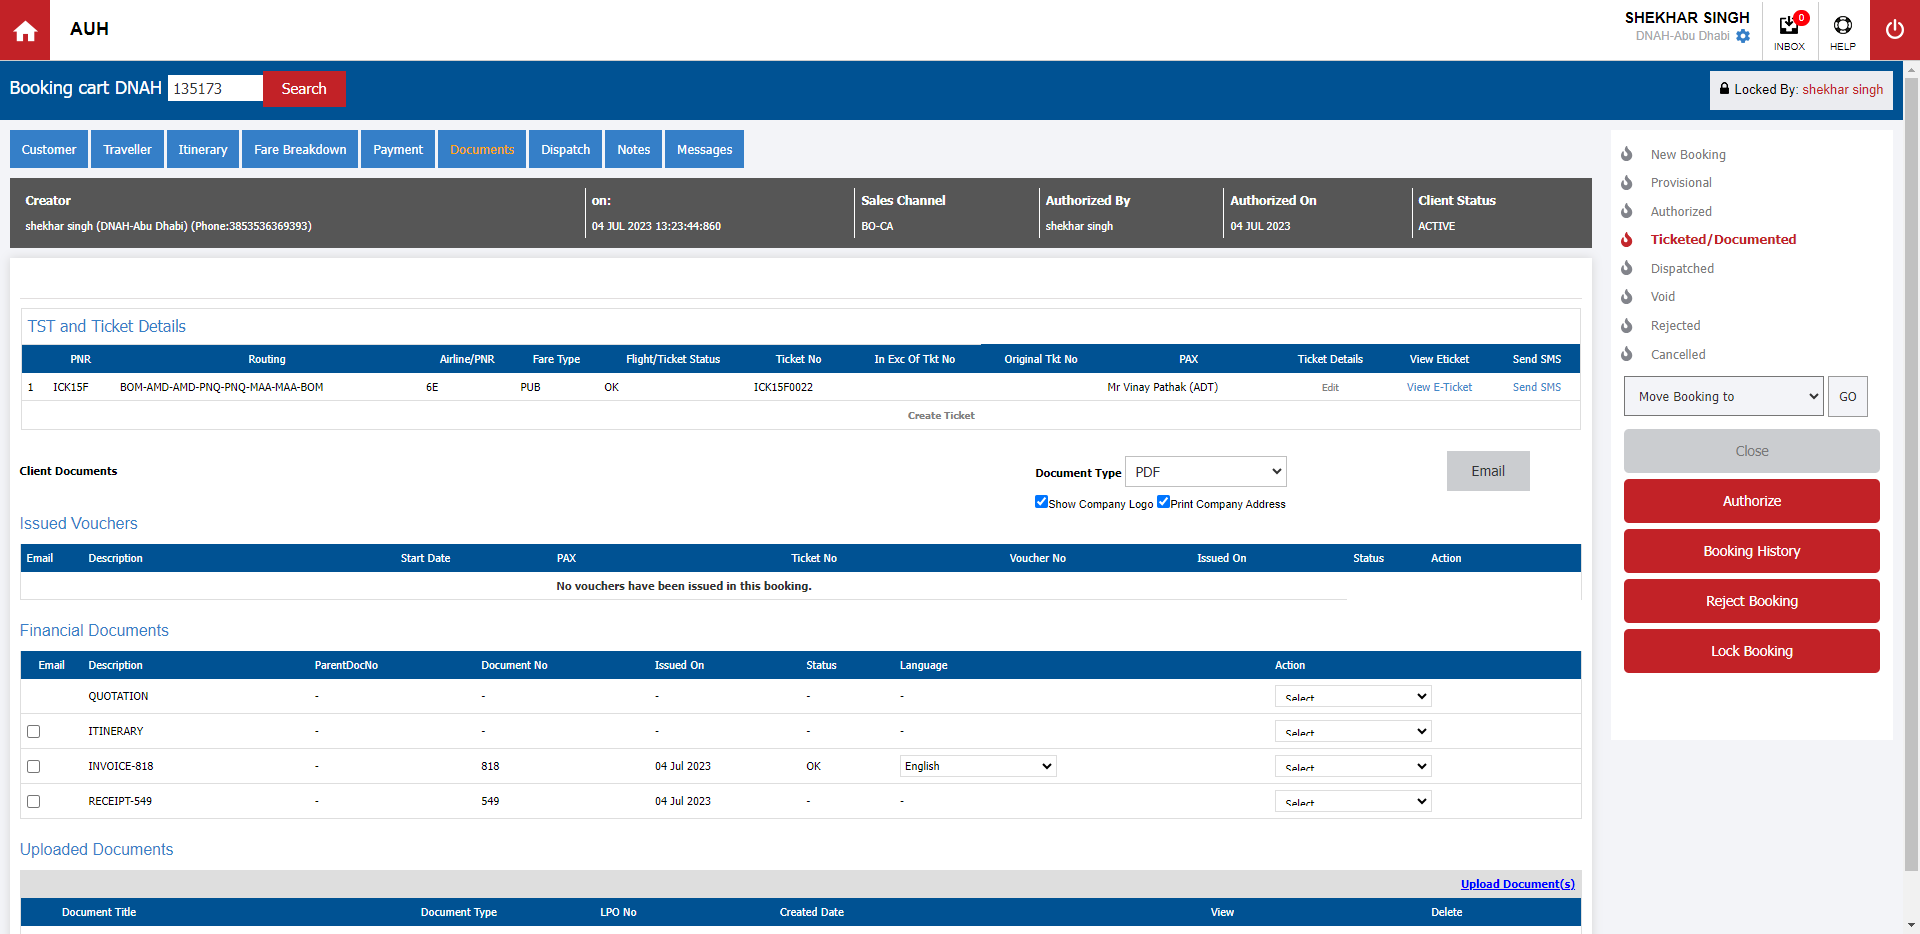 AUH
SHEKHAR SINGH
DNAH-Abu Dhabi
0
INBOX
HELP
Booking cart DNAH 135173 Search
Locked By: shekhar singh
Customer Traveller Itinerary Fare Breakdown Payment Documents Dispatch Notes Messages
Creator on: Sales Channel Authorized By Authorized On Client Status
shekhar singh (DNAH-Abu Dhabi) (Phone:3853536369393) 04 JUL 2023 13:23:44:860 BO-CA shekhar singh 04 JUL 2023 ACTIVE
TST and Ticket Details
PNR Routing Airline/PNR Fare Type Flight/Ticket Status Ticket No In Exc Of Tkt No Original Tkt No PAX Ticket Details View Eticket Send SMS
1 ICK15F BOM-AMD-AMD-PNQ-PNQ-MAA-MAA-BOM 6E PUB OK ICK15F0022 Mr Vinay Pathak (ADT) Edit View E-Ticket Send SMS
Create Ticket
Client Documents Document Type PDF Email
Show Company Logo Print Company Address
Issued Vouchers
Email Description Start Date PAX Ticket No Voucher No Issued On Status Action
No vouchers have been issued in this booking.
Financial Documents
Email Description ParentDocNo Document No Issued On Status Language Action
QUOTATION - - - - - Select
ITINERARY - - - - - Select
INVOICE-818 - 818 04 Jul 2023 OK English Select
RECEIPT-549 - 549 04 Jul 2023 - - Select
Uploaded Documents
Upload Document(s)
Document Title Document Type LPO No Created Date View Delete
New Booking
Provisional
Authorized
Ticketed/Documented
Dispatched
Void
Rejected
Cancelled
Move Booking to GO
Close
Authorize
Booking History
Reject Booking
Lock Booking